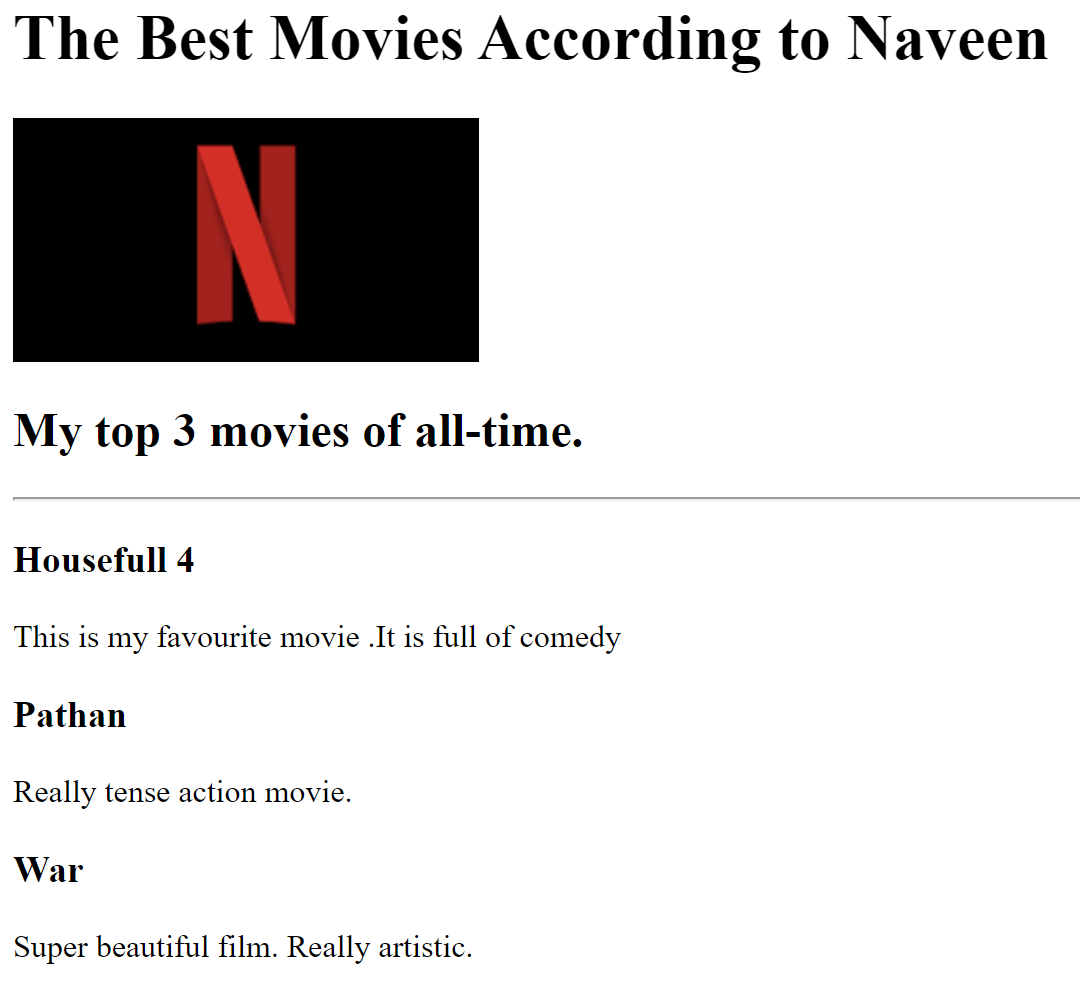 The Best Movies According to Naveen
N
My top 3 movies of all-time.
Housefull 4
This is my favourite movie .It is full of comedy
Pathan
Really tense action movie.
War
Super beautiful film. Really artistic.